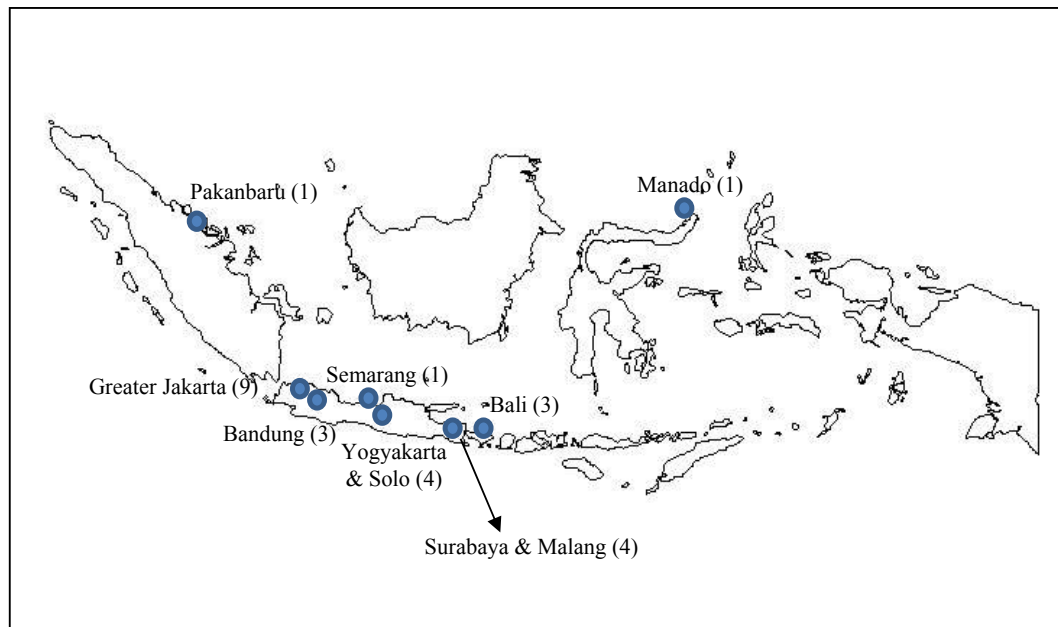 Manado (1)
Pakanbaru (1)
Semarang (1)
Greater Jakarta (9)
Bali (3)
Bandung (3)
Yogyakarta
& Solo (4)
Surabaya & Malang (4)